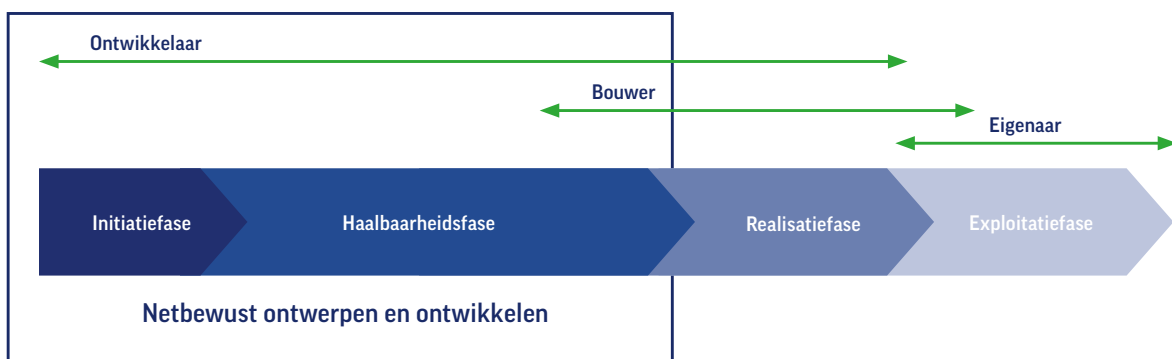 Ontwikkelaar
Bouwer
Eigenaar
Initiatiefase
Haalbaarheidsfase
Realisatiefase
Exploitatiefase
Netbewust ontwerpen en ontwikkelen